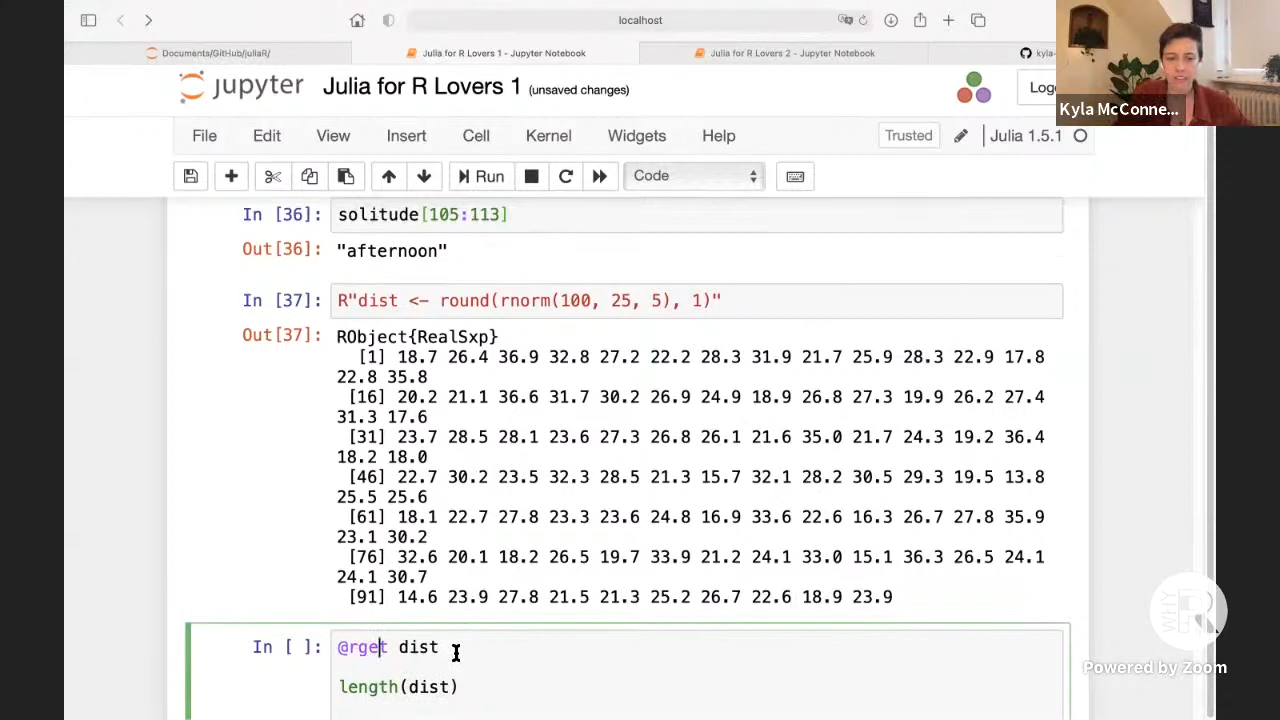 localhost
Documents/GitHub/juliaR/
Julia for R Lovers 1 - Jupyter Notebook
Julia for R Lovers 2 - Jupyter Notebook
kyla-
jupyter
Julia for R Lovers 1 (unsaved changes)
Log
Kyla McConne...
File Edit View Insert Cell Kernel Widgets Help
Trusted
Julia 1.5.1
Run
Code
In [36]: solitude[105:113]
Out[36]: "afternoon"
In [37]: R"dist <- round(rnorm(100, 25, 5), 1)"
Out[37]: RObject{RealSxp}
[1] 18.7 26.4 36.9 32.8 27.2 22.2 28.3 31.9 21.7 25.9 28.3 22.9 17.8
22.8 35.8
[16] 20.2 21.1 36.6 31.7 30.2 26.9 24.9 18.9 26.8 27.3 19.9 26.2 27.4
31.3 17.6
[31] 23.7 28.5 28.1 23.6 27.3 26.8 26.1 21.6 35.0 21.7 24.3 19.2 36.4
18.2 18.0
[46] 22.7 30.2 23.5 32.3 28.5 21.3 15.7 32.1 28.2 30.5 29.3 19.5 13.8
25.5 25.6
[61] 18.1 22.7 27.8 23.3 23.6 24.8 16.9 33.6 22.6 16.3 26.7 27.8 35.9
23.1 30.2
[76] 32.6 20.1 18.2 26.5 19.7 33.9 21.2 24.1 33.0 15.1 36.3 26.5 24.1
24.1 30.7
[91] 14.6 23.9 27.8 21.5 21.3 25.2 26.7 22.6 18.9 23.9
In [ ]: @rget dist
length(dist)
WHY R
Powered by Zoom